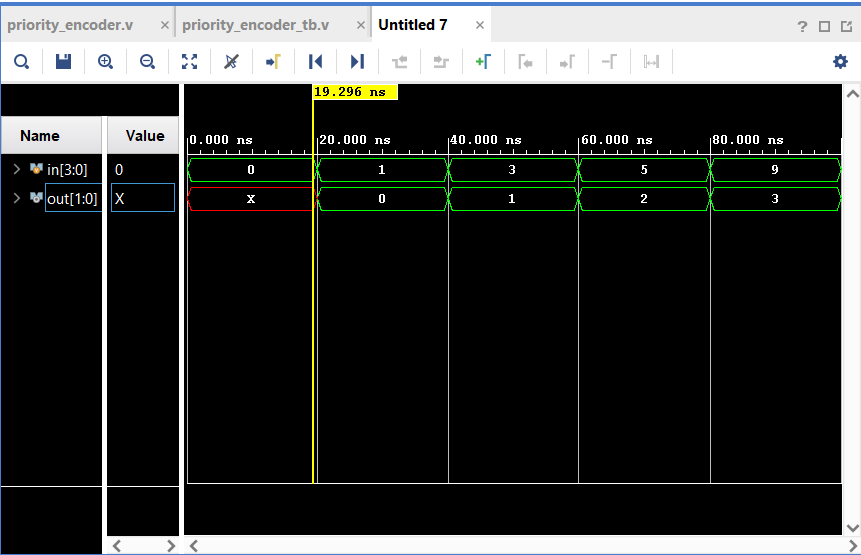 priority_encoder.v × priority_encoder_tb.v × Untitled 7 × ?
19.296 ns
Name Value 0.000 ns 20.000 ns 40.000 ns 60.000 ns 80.000 ns
in[3:0] 0 0 1 3 5 9
out[1:0] X X 0 1 2 3